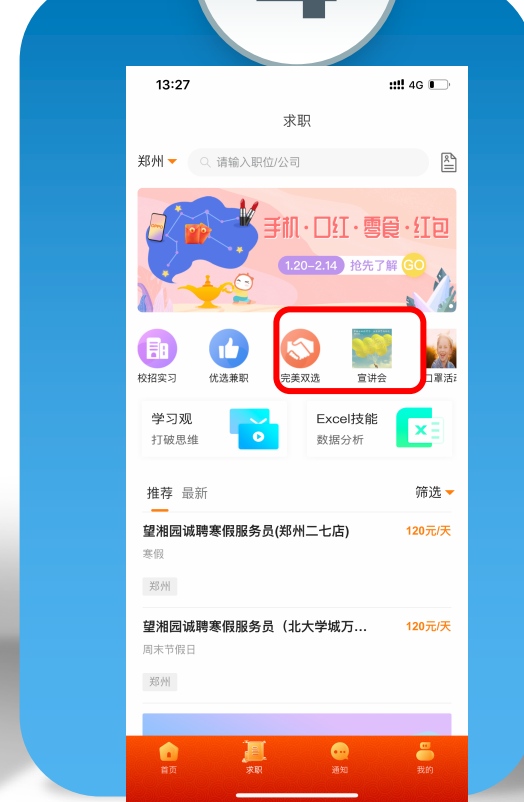 13:27
4G
求职
郑州
请输入职位/公司
手机·口红·零食·红包
1.20-2.14 抢先了解 GO
校招实习 优选兼职 完美双选 宣讲会 口罩活
学习观
打破思维
Excel技能
数据分析
推荐 最新 筛选
望湘园诚聘寒假服务员(郑州二七店) 120元/天
寒假
郑州
望湘园诚聘寒假服务员（北大学城万... 120元/天
周末节假日
郑州
首页 求职 通知 我的